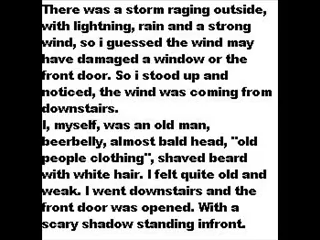 There was a storm raging outside,
with lightning, rain and a strong
wind, so i guessed the wind may
have damaged a window or the
front door. So i stood up and
noticed, the wind was coming from
downstairs.
I, myself, was an old man,
beerbelly, almost bald head, "old
people clothing", shaved beard
with white hair. I felt quite old and
weak. I went downstairs and the
front door was opened. With a
scary shadow standing infront.